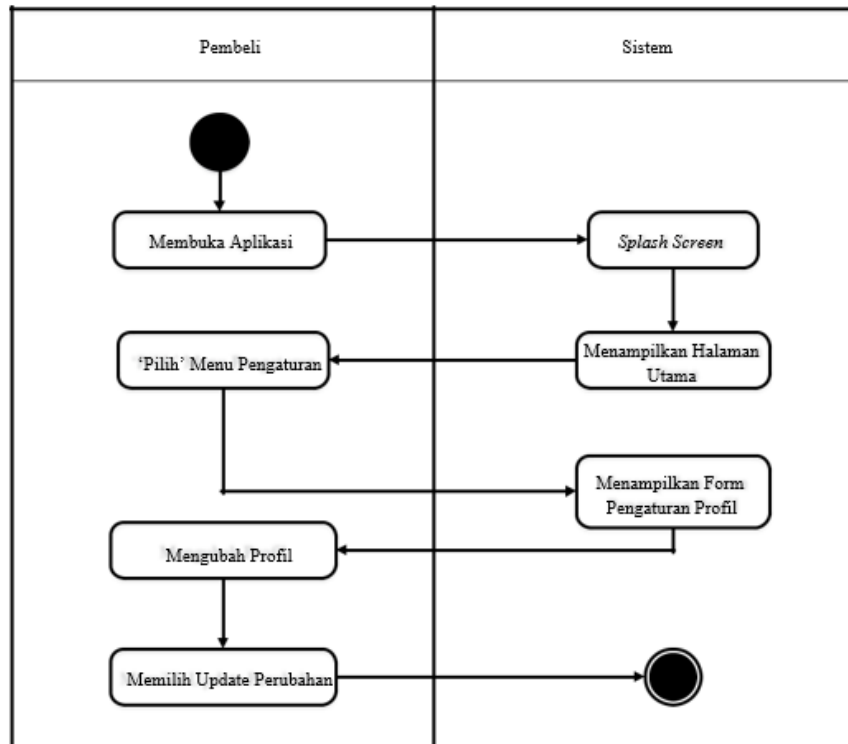 Pembeli
Sistem
Membuka Aplikasi
Splash Screen
Menampilkan Halaman
Utama
‘Pilih’ Menu Pengaturan
Menampilkan Form
Pengaturan Profil
Mengubah Profil
Memilih Update Perubahan